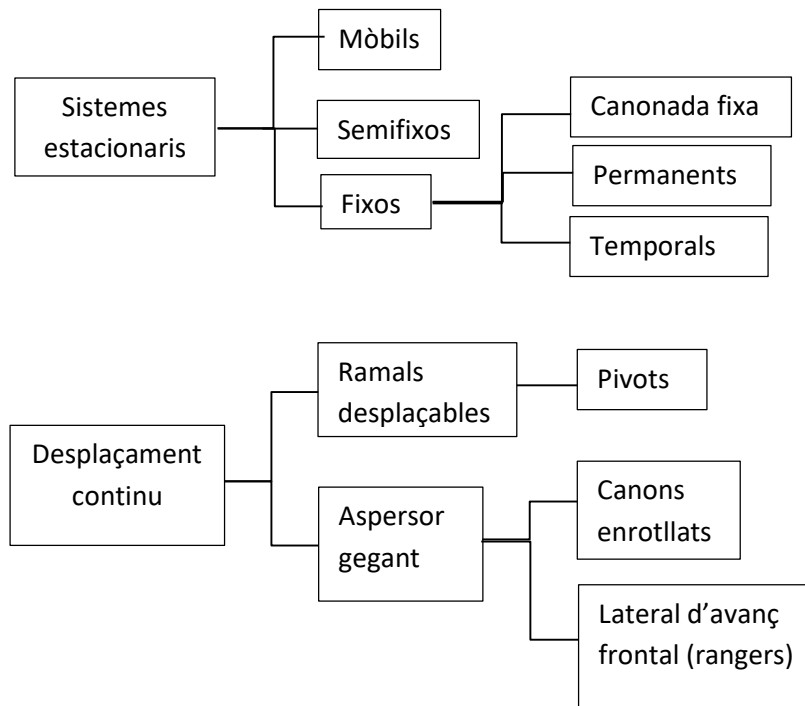 Mòbils
Sistemes
estacionaris
Semifixos
Fixos
Canonada fixa
Permanents
Temporals
Desplaçament
continu
Ramals
desplaçables
Pivots
Aspersor
gegant
Canons
enrotllats
Lateral d’avanç
frontal (rangers)